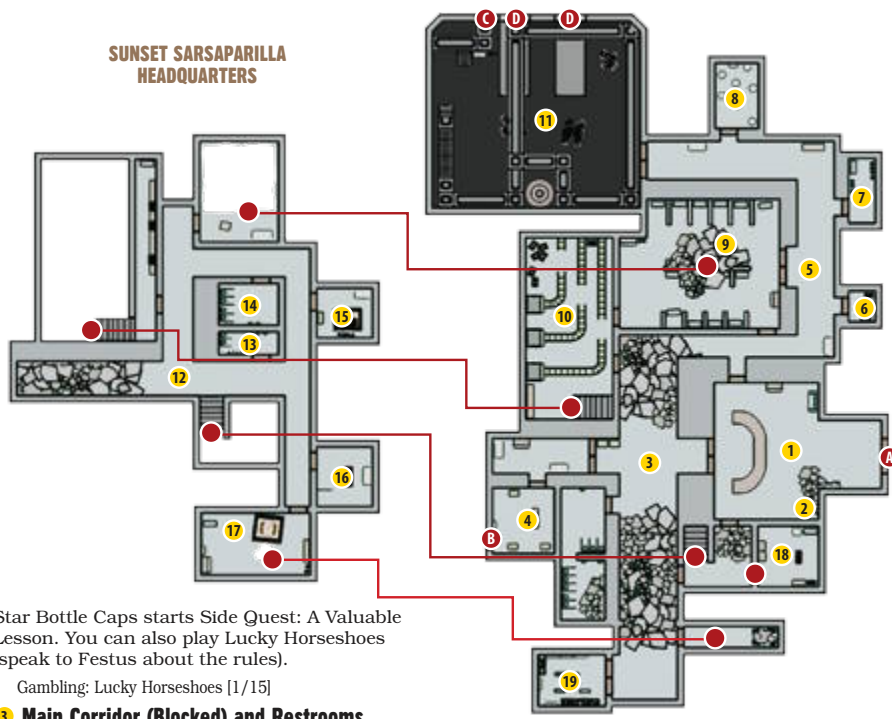 SUNSET SARSAPARILLA
HEADQUARTERS
C
D
D
8
11
7
9
5
14
15
10
6
13
12
1
A
3
16
2
4
17
B
18
Star Bottle Caps starts Side Quest: A Valuable
Lesson. You can also play Lucky Horseshoes
(speak to Festus about the rules).
Gambling: Lucky Horseshoes [1/15]
19
3 Main Corridor (Blocked) and Restrooms